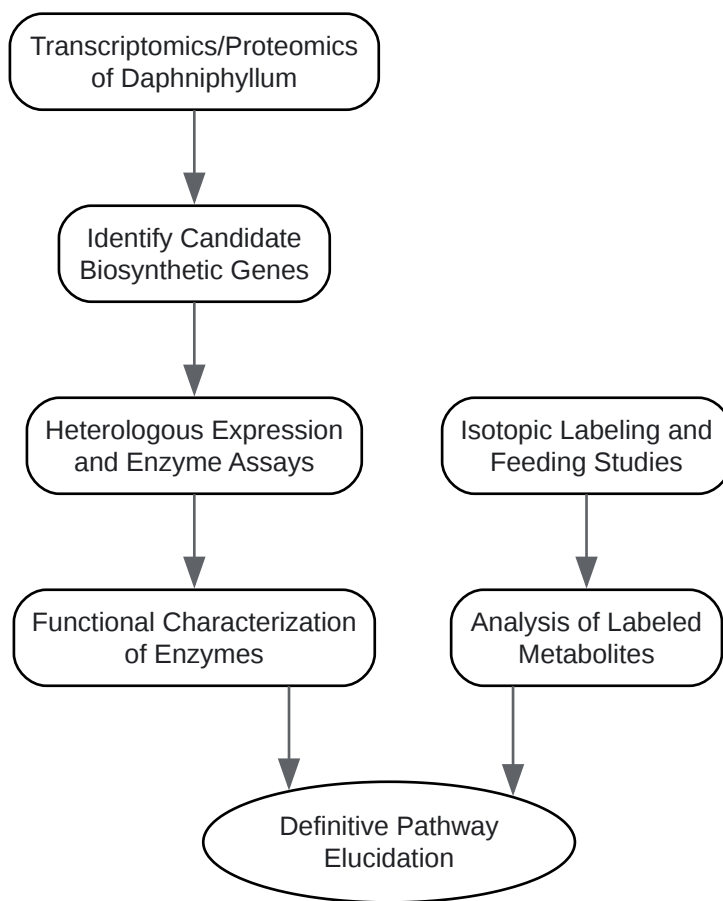 Transcriptomics/Proteomics
of Daphniphyllum
Identify Candidate
Biosynthetic Genes
Heterologous Expression
and Enzyme Assays
Isotopic Labeling and
Feeding Studies
Functional Characterization
of Enzymes
Analysis of Labeled
Metabolites
Definitive Pathway
Elucidation